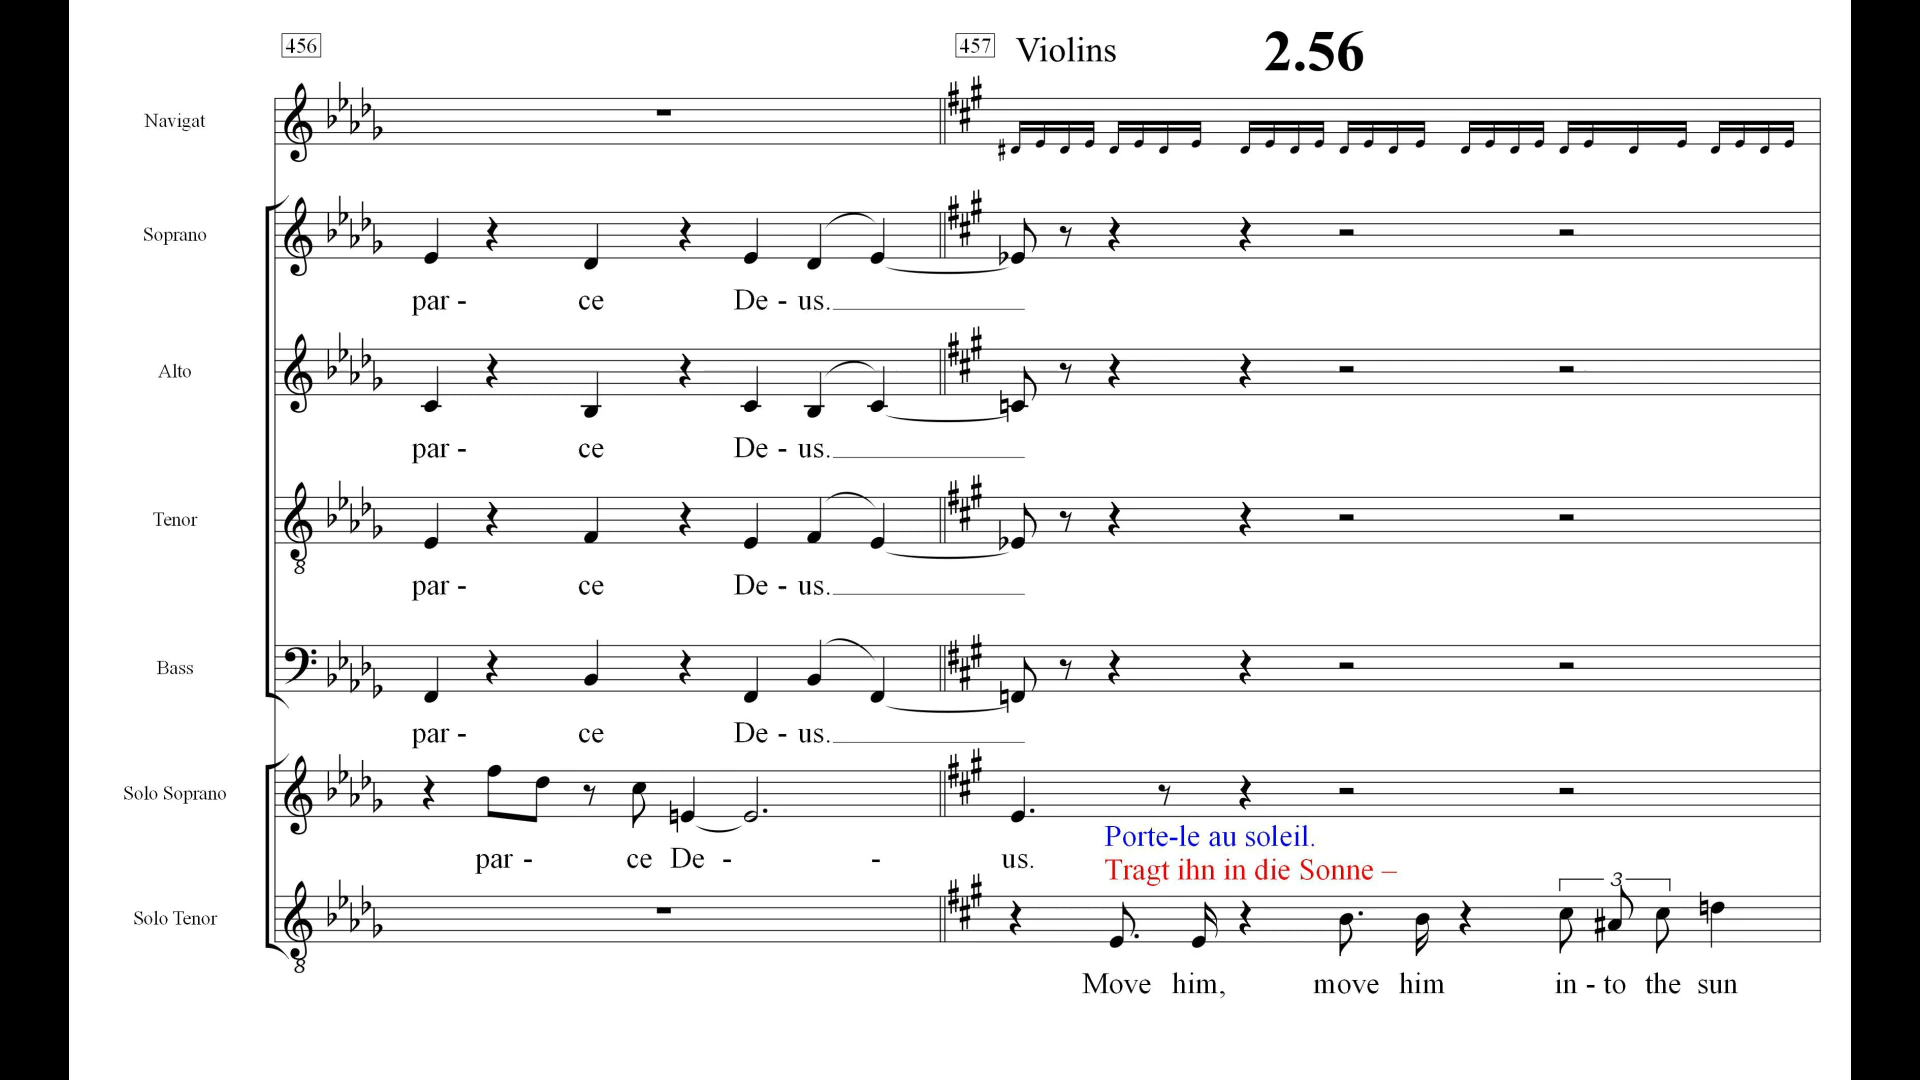 456
457 Violins 2.56
Navigat
Soprano
par - ce De - us.
Alto
par - ce De - us.
Tenor
8
par - ce De - us.
Bass
par - ce De - us.
Solo Soprano
par - ce De - - us.
Porte-le au soleil.
Tragt ihn in die Sonne –
3
Solo Tenor
8
Move him, move him in - to the sun